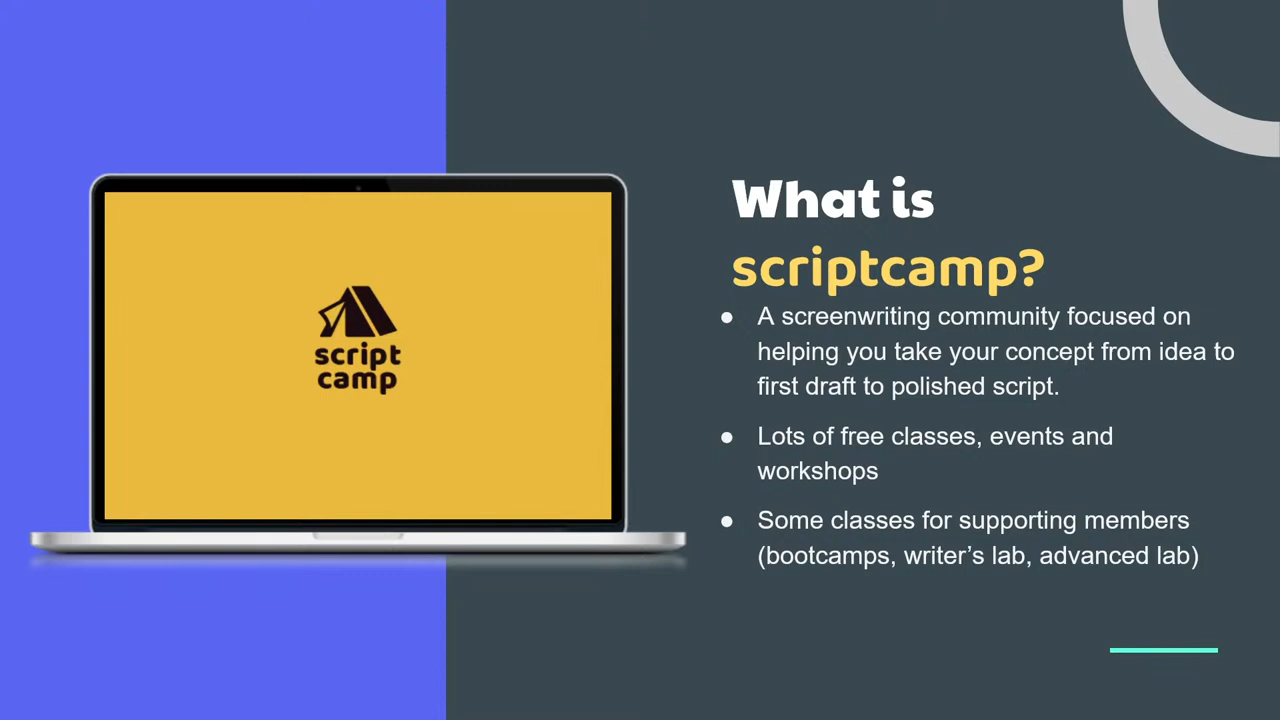 script
camp
What is
scriptcamp?
● A screenwriting community focused on
helping you take your concept from idea to
first draft to polished script.
● Lots of free classes, events and
workshops
● Some classes for supporting members
(bootcamps, writer’s lab, advanced lab)